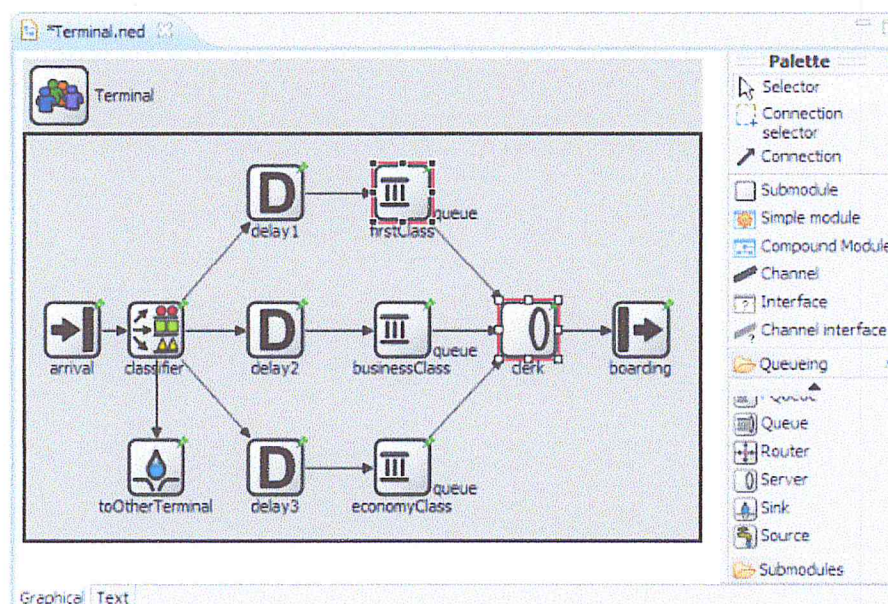 *Terminal.ned
Terminal
D
delay1
queue
firstClass
arrival
classifier
D
delay2
queue
businessClass
clerk
boarding
toOtherTerminal
D
delay3
queue
economyClass
Palette
Selector
Connection
selector
Connection
Submodule
Simple module
Compound Module
Channel
Interface
Channel interface
Queueing
Queue
Router
Server
Sink
Source
Submodules
Graphical
Text